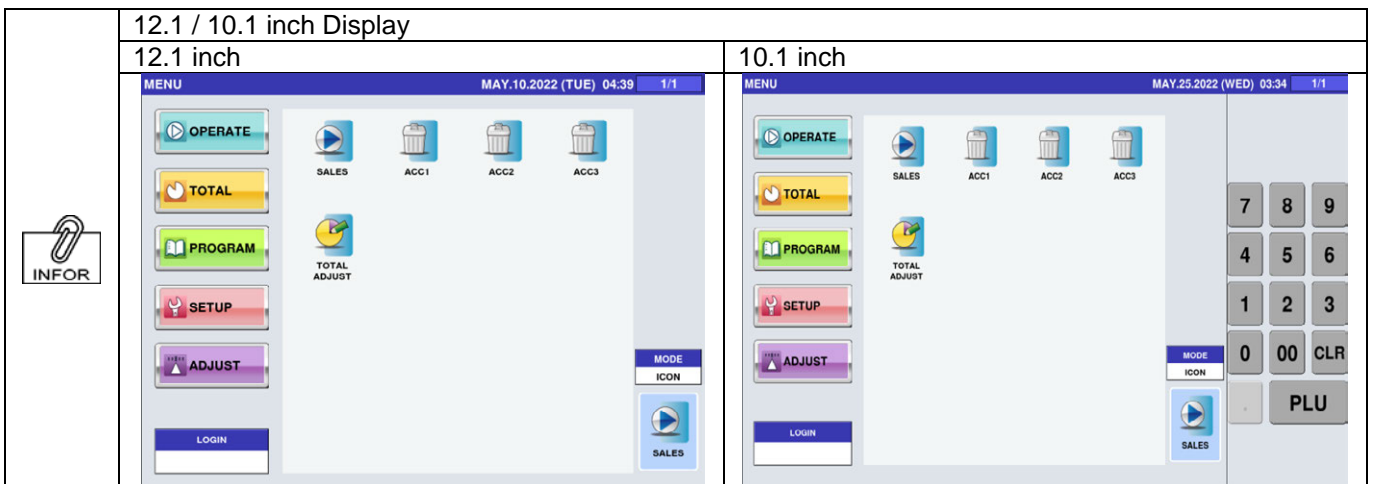 12.1 / 10.1 inch Display
12.1 inch
MENU MAY.10.2022 (TUE) 04:39 1/1
OPERATE
SALES ACC1 ACC2 ACC3
TOTAL
PROGRAM
TOTAL
ADJUST
SETUP
ADJUST
MODE
ICON
LOGIN
SALES
10.1 inch
MENU MAY.25.2022 (WED) 03:34 1/1
OPERATE
SALES ACC1 ACC2 ACC3
TOTAL
PROGRAM
TOTAL
ADJUST
SETUP
ADJUST
MODE
ICON
LOGIN
SALES
7 8 9
4 5 6
1 2 3
0 00 CLR
. PLU
INFOR